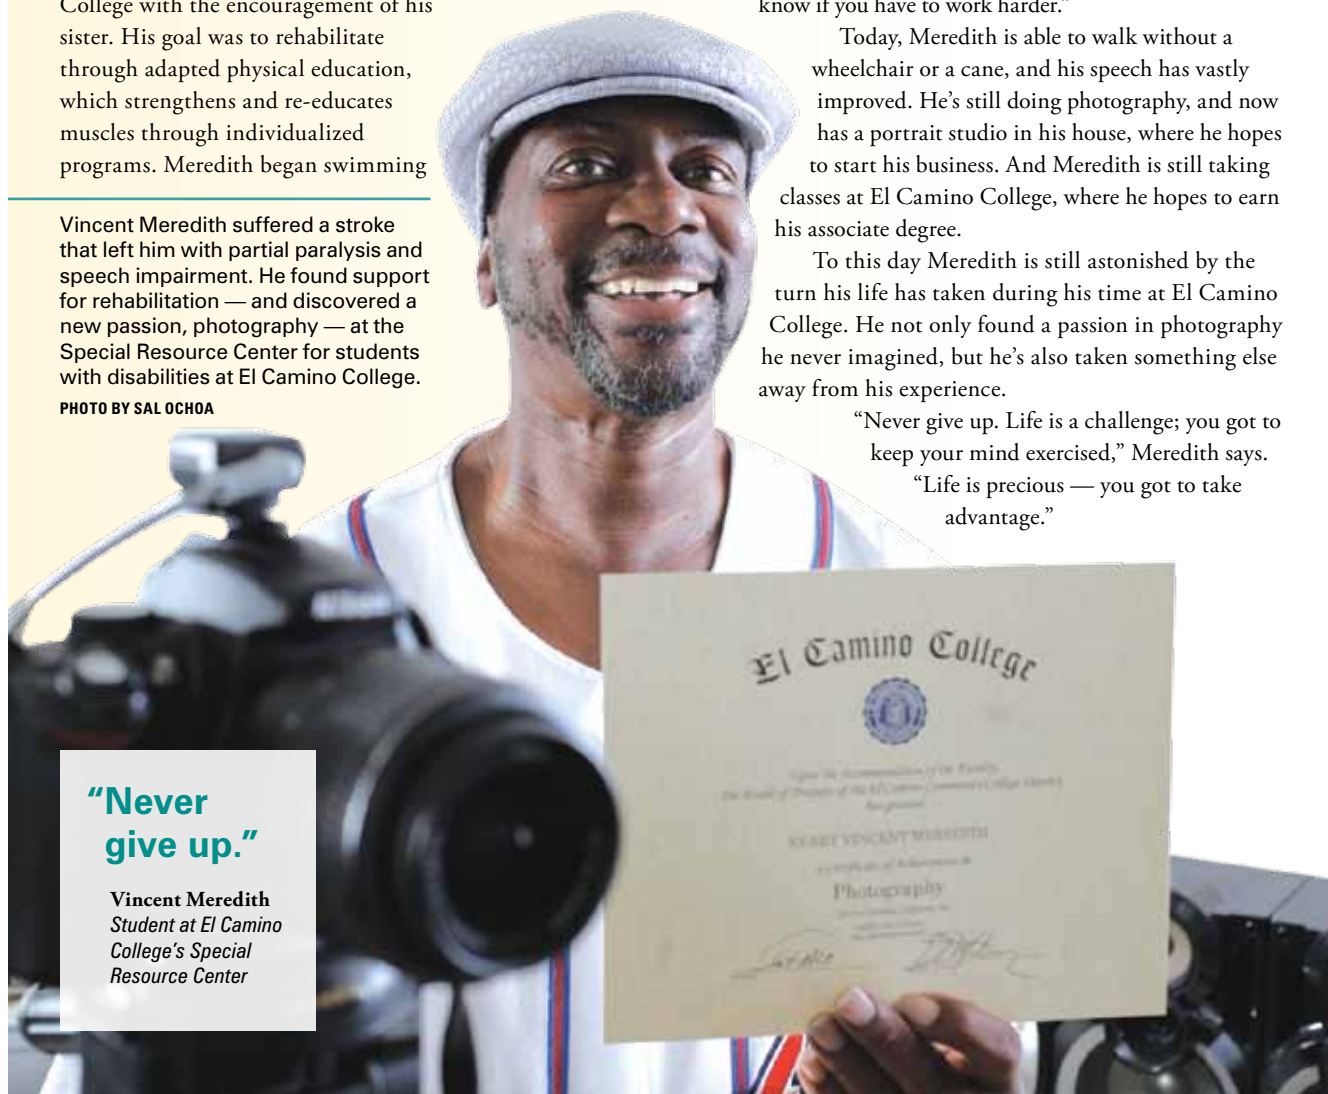 College with the encouragement of his
sister. His goal was to rehabilitate
through adapted physical education,
which strengthens and re-educates
muscles through individualized
programs. Meredith began swimming
Vincent Meredith suffered a stroke
that left him with partial paralysis and
speech impairment. He found support
for rehabilitation — and discovered a
new passion, photography — at the
Special Resource Center for students
with disabilities at El Camino College.
PHOTO BY SAL OCHOA
“Never
give up.”
Vincent Meredith
Student at El Camino
College’s Special
Resource Center
know if you have to work harder.”
Today, Meredith is able to walk without a
wheelchair or a cane, and his speech has vastly
improved. He’s still doing photography, and now
has a portrait studio in his house, where he hopes
to start his business. And Meredith is still taking
classes at El Camino College, where he hopes to earn
his associate degree.
To this day Meredith is still astonished by the
turn his life has taken during his time at El Camino
College. He not only found a passion in photography
he never imagined, but he’s also taken something else
away from his experience.
“Never give up. Life is a challenge; you got to
keep your mind exercised,” Meredith says.
“Life is precious — you got to take
advantage.”
El Camino College
VINCENT MEREDITH
Photography